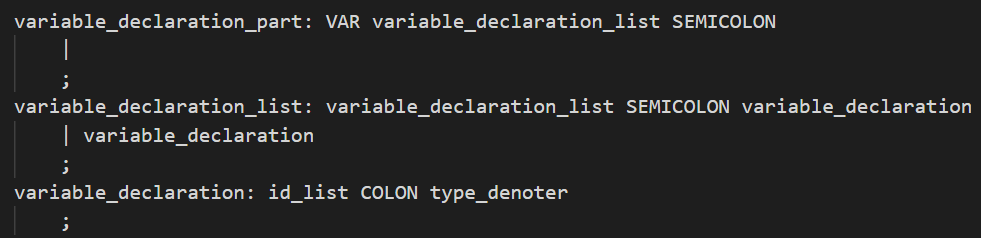 variable_declaration_part: VAR variable_declaration_list SEMICOLON
    |
    ;
variable_declaration_list: variable_declaration_list SEMICOLON variable_declaration
    | variable_declaration
    ;
variable_declaration: id_list COLON type_denoter
    ;